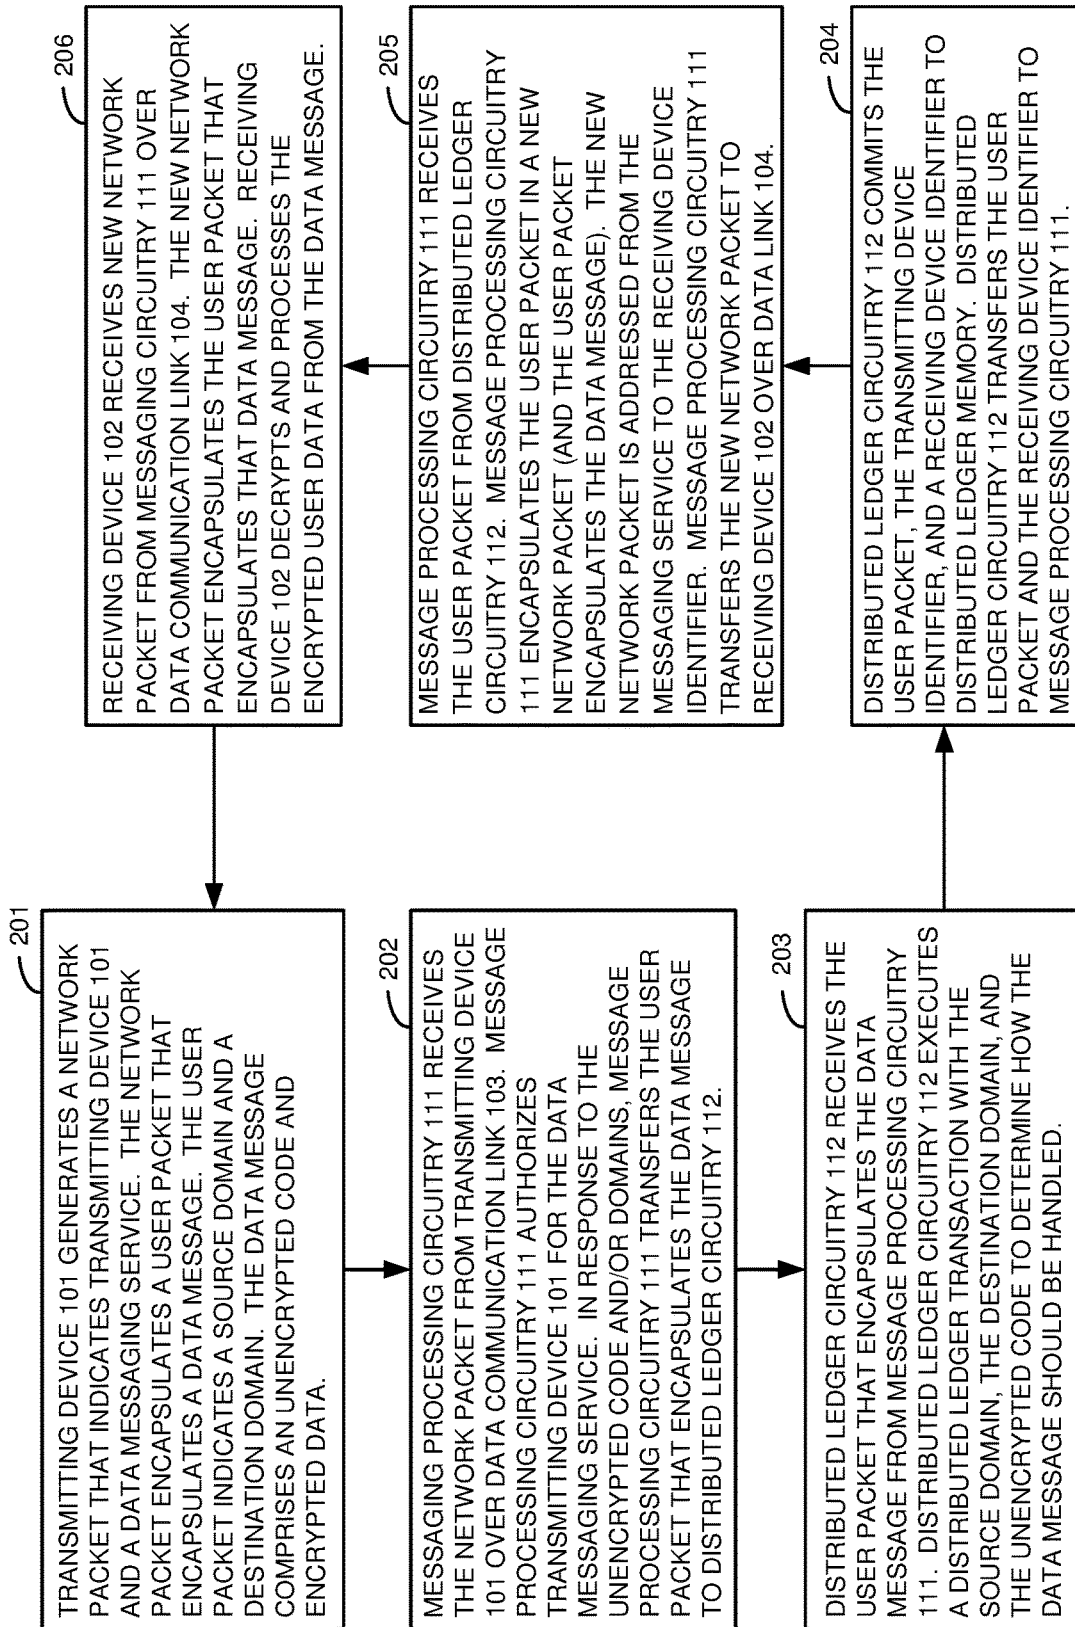 201
TRANSMITTING DEVICE 101 GENERATES A NETWORK
PACKET THAT INDICATES TRANSMITTING DEVICE 101
AND A DATA MESSAGING SERVICE. THE NETWORK
PACKET ENCAPSULATES A USER PACKET THAT
ENCAPSULATES A DATA MESSAGE. THE USER
PACKET INDICATES A SOURCE DOMAIN AND A
DESTINATION DOMAIN. THE DATA MESSAGE
COMPRISES AN UNENCRYPTED CODE AND
ENCRYPTED DATA.
202
MESSAGING PROCESSING CIRCUITRY 111 RECEIVES
THE NETWORK PACKET FROM TRANSMITTING DEVICE
101 OVER DATA COMMUNICATION LINK 103. MESSAGE
PROCESSING CIRCUITRY 111 AUTHORIZES
TRANSMITTING DEVICE 101 FOR THE DATA
MESSAGING SERVICE. IN RESPONSE TO THE
UNENCRYPTED CODE AND/OR DOMAINS, MESSAGE
PROCESSING CIRCUITRY 111 TRANSFERS THE USER
PACKET THAT ENCAPSULATES THE DATA MESSAGE
TO DISTRIBUTED LEDGER CIRCUITRY 112.
203
DISTRIBUTED LEDGER CIRCUITRY 112 RECEIVES THE
USER PACKET THAT ENCAPSULATES THE DATA
MESSAGE FROM MESSAGE PROCESSING CIRCUITRY
111. DISTRIBUTED LEDGER CIRCUITRY 112 EXECUTES
A DISTRIBUTED LEDGER TRANSACTION WITH THE
SOURCE DOMAIN, THE DESTINATION DOMAIN, AND
THE UNENCRYPTED CODE TO DETERMINE HOW THE
DATA MESSAGE SHOULD BE HANDLED.
204
DISTRIBUTED LEDGER CIRCUITRY 112 COMMITS THE
USER PACKET, THE TRANSMITTING DEVICE
IDENTIFIER, AND A RECEIVING DEVICE IDENTIFIER TO
DISTRIBUTED LEDGER MEMORY. DISTRIBUTED
LEDGER CIRCUITRY 112 TRANSFERS THE USER
PACKET AND THE RECEIVING DEVICE IDENTIFIER TO
MESSAGE PROCESSING CIRCUITRY 111.
205
MESSAGE PROCESSING CIRCUITRY 111 RECEIVES
THE USER PACKET FROM DISTRIBUTED LEDGER
CIRCUITRY 112. MESSAGE PROCESSING CIRCUITRY
111 ENCAPSULATES THE USER PACKET IN A NEW
NETWORK PACKET (AND THE USER PACKET
ENCAPSULATES THE DATA MESSAGE). THE NEW
NETWORK PACKET IS ADDRESSED FROM THE
MESSAGING SERVICE TO THE RECEIVING DEVICE
IDENTIFIER. MESSAGE PROCESSING CIRCUITRY 111
TRANSFERS THE NEW NETWORK PACKET TO
RECEIVING DEVICE 102 OVER DATA LINK 104.
206
RECEIVING DEVICE 102 RECEIVES NEW NETWORK
PACKET FROM MESSAGING CIRCUITRY 111 OVER
DATA COMMUNICATION LINK 104. THE NEW NETWORK
PACKET ENCAPSULATES THE USER PACKET THAT
ENCAPSULATES THAT DATA MESSAGE. RECEIVING
DEVICE 102 DECRYPTS AND PROCESSES THE
ENCRYPTED USER DATA FROM THE DATA MESSAGE.